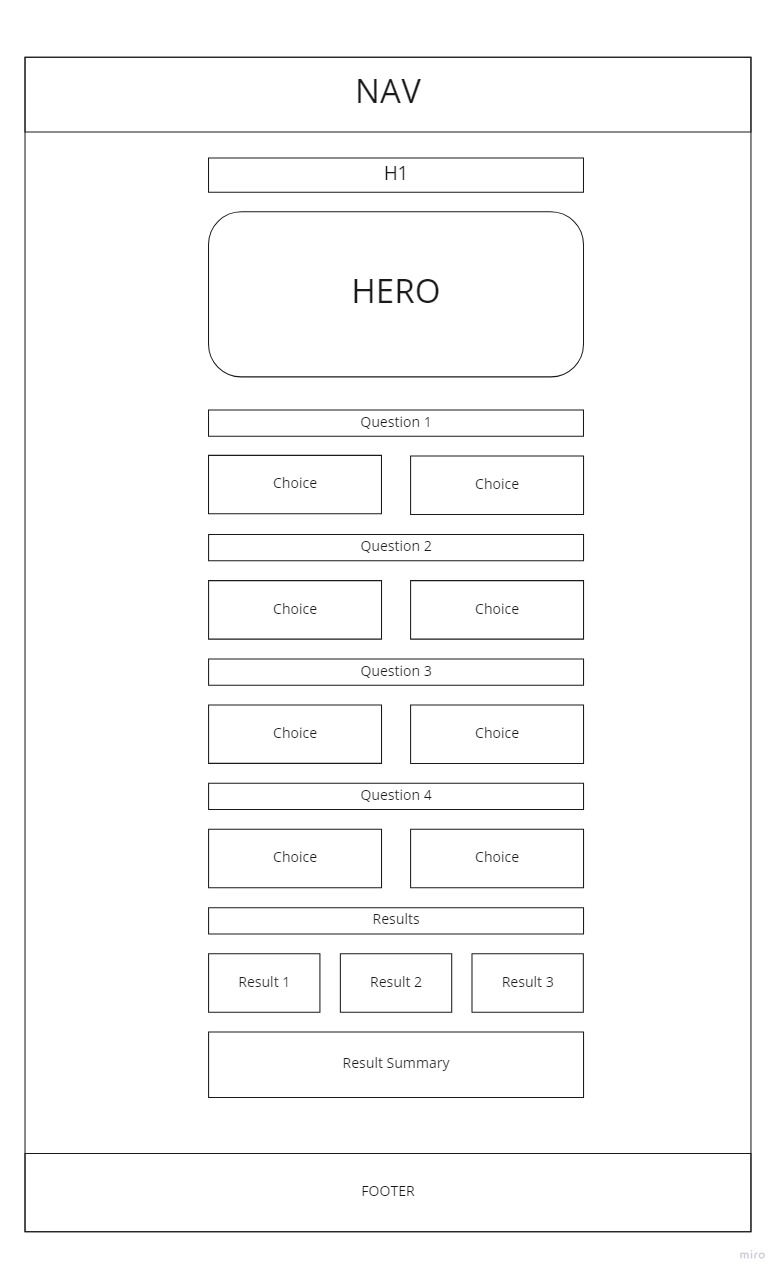 NAV
H1
HERO
Question 1
Choice
Choice
Question 2
Choice
Choice
Question 3
Choice
Choice
Question 4
Choice
Choice
Results
Result 1
Result 2
Result 3
Result Summary
FOOTER
miro